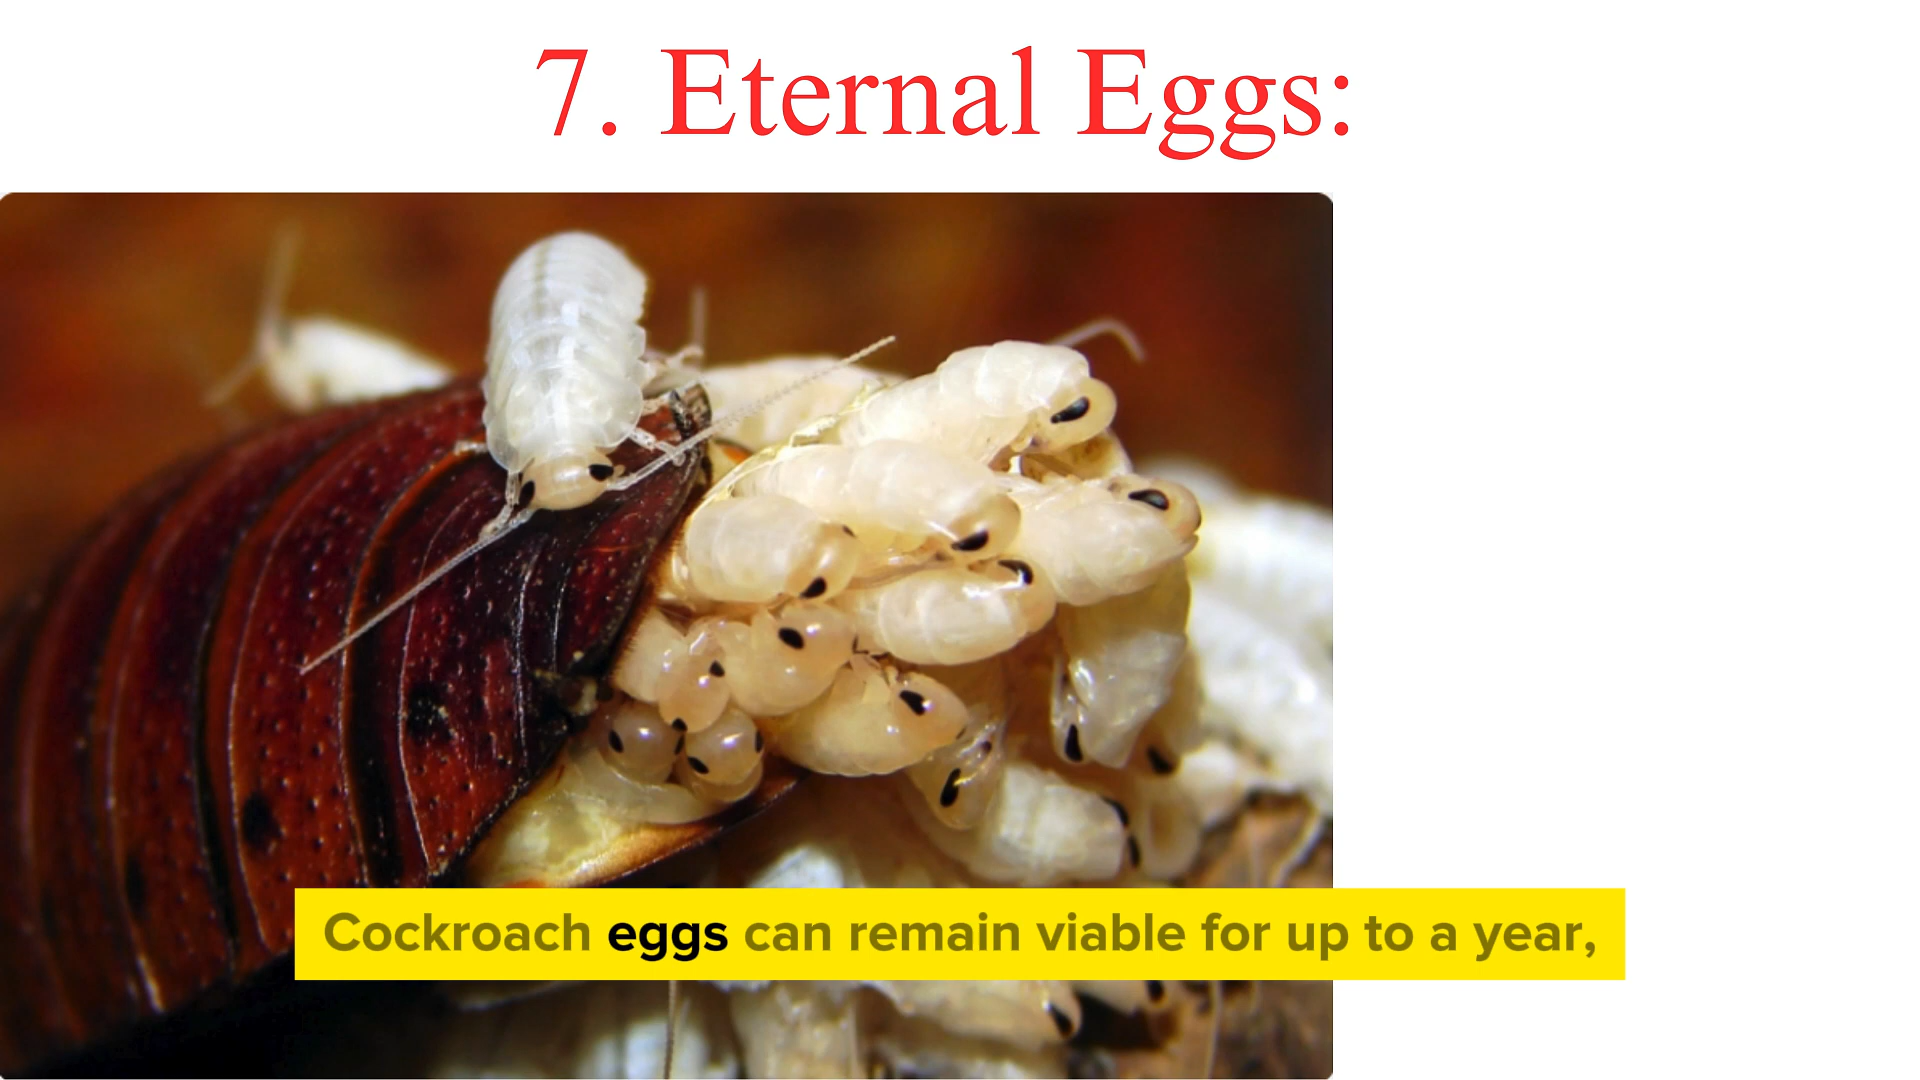 7. Eternal Eggs:
Cockroach eggs can remain viable for up to a year,